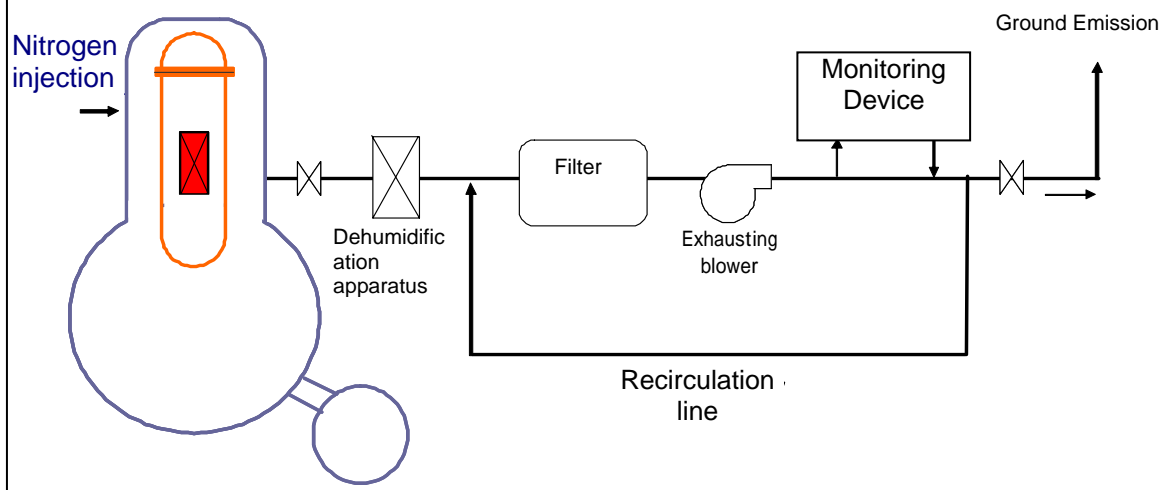 Nitrogen
injection
Dehumidific
ation
apparatus
Filter
Exhausting
blower
Monitoring
Device
Ground Emission
Recirculation
line